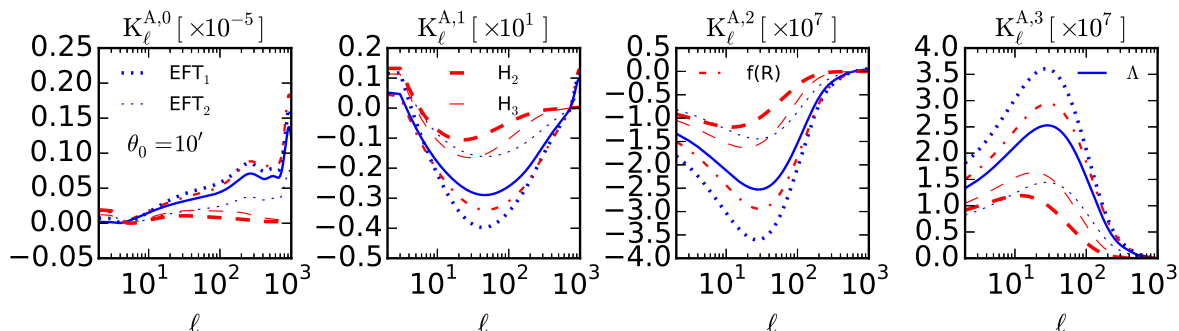 K_ℓ^{A,0} [ ×10^{-5} ]
0.25
0.20
0.15
0.10
0.05
0.00
−0.05
EFT_1
EFT_2
θ_0 =10′
10^1 10^2 10^3
ℓ
K_ℓ^{A,1} [ ×10^1 ]
0.2
0.1
0.0
−0.1
−0.2
−0.3
−0.4
−0.5
H_2
H_3
10^1 10^2 10^3
ℓ
K_ℓ^{A,2} [ ×10^7 ]
0.5
0.0
−0.5
−1.0
−1.5
−2.0
−2.5
−3.0
−3.5
−4.0
f(R)
10^1 10^2 10^3
ℓ
K_ℓ^{A,3} [ ×10^7 ]
4.0
3.5
3.0
2.5
2.0
1.5
1.0
0.5
0.0
Λ
10^1 10^2 10^3
ℓ